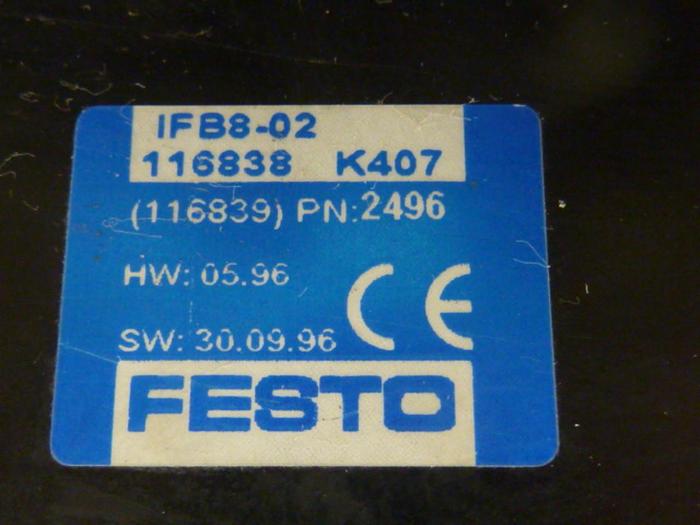 IFB8-02
116838 K407
(116839) PN:2496
HW: 05.96
CE
SW: 30.09.96
FESTO